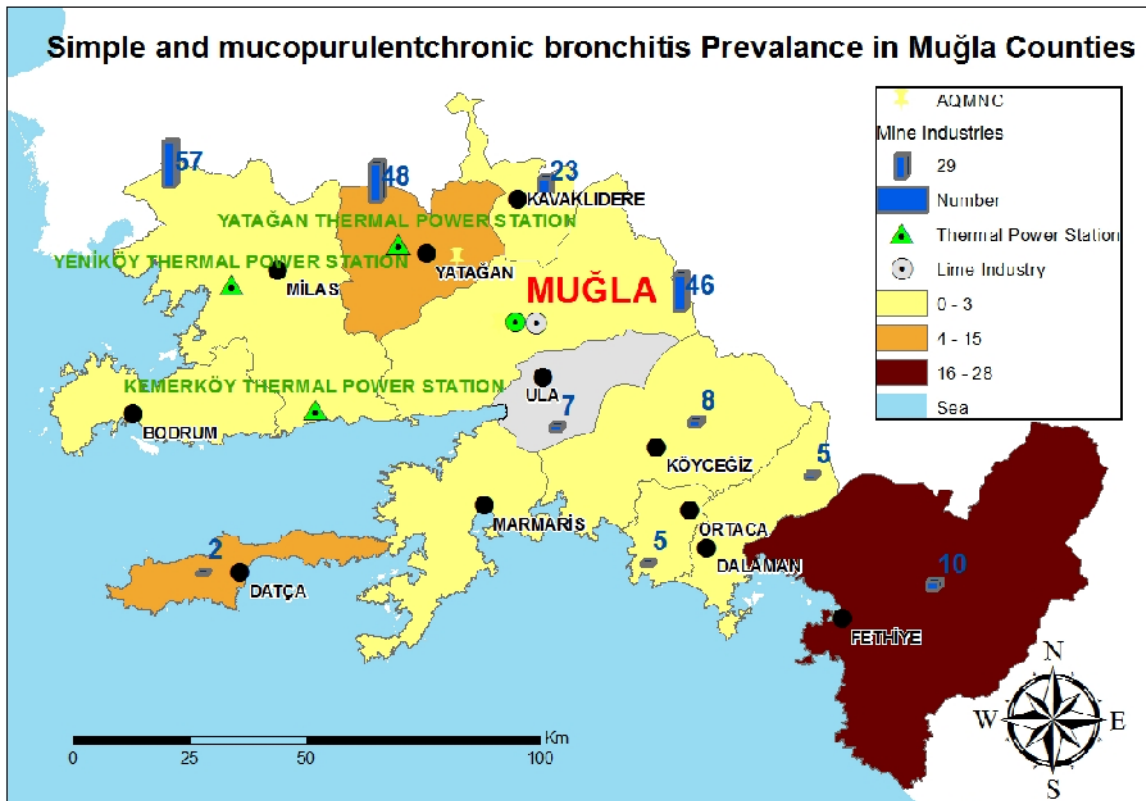 Simple and mucopurulentchronic bronchitis Prevalance in Muğla Counties
AQMNC
Mine Industries
29
Number
Thermal Power Station
Lime Industry
0 - 3
4 - 15
16 - 28
Sea
57
48
23
KAVAKLIDERE
YATAĞAN THERMAL POWER STATION
YATAĞAN
YENİKÖY THERMAL POWER STATION
MİLAS
MUĞLA
46
KEMERKÖY THERMAL POWER STATION
ULA
7
8
BODRUM
KÖYCEĞİZ
5
MARMARİS
ORTACA
5
DALAMAN
2
DATÇA
10
FETHİYE
N
W
E
S
Km
0
25
50
100